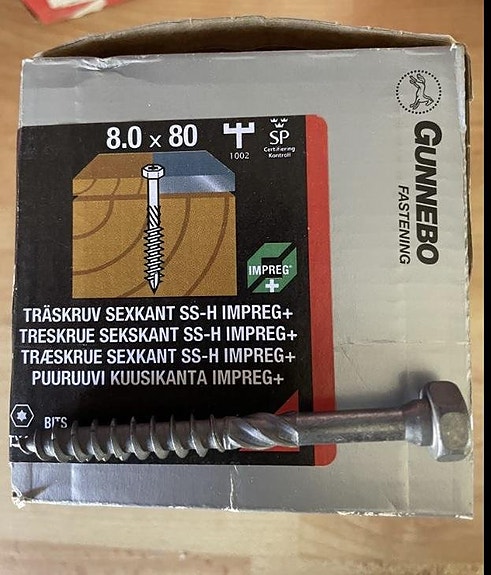 8.0 x 80
1002
SP
Certifiering
Kontroll
GUNNEBO
FASTENING
IMPREG®
+
TRÄSKRUV SEXKANT SS-H IMPREG+
TRESKRUE SEKSKANT SS-H IMPREG+
TRÆSKRUE SEXKANT SS-H IMPREG+
PUURUUVI KUUSIKANTA IMPREG+
BITS